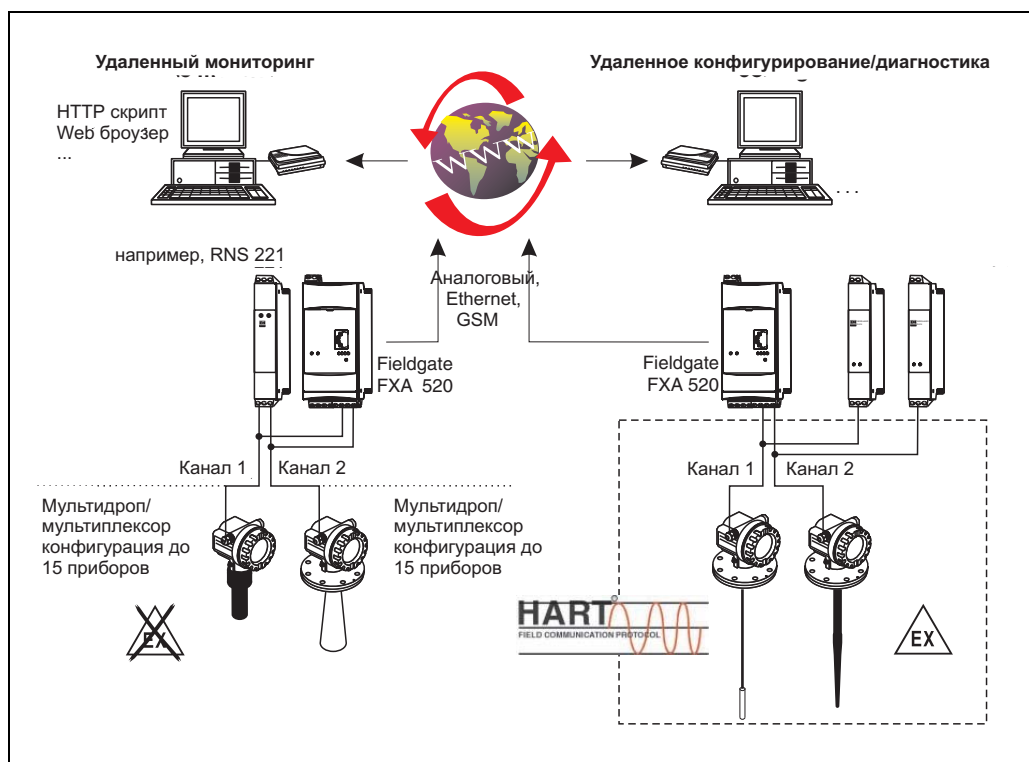 Удаленный мониторинг
Удаленное конфигурирование/диагностика
HTTP скрипт
Web броузер
...
WWW
...
например, RNS 221
Аналоговый,
Ethernet,
GSM
Fieldgate
FXA 520
Fieldgate
FXA 520
Канал 1
Канал 2
Канал 1
Канал 2
Мультидроп/
мультиплексор
конфигурация до
15 приборов
Мультидроп/
мультиплексор
конфигурация до
15 приборов
EX
HART®
FIELD COMMUNICATION PROTOCOL
EX